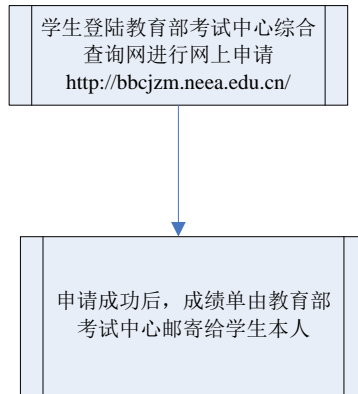 学生登陆教育部考试中心综合
查询网进行网上申请
http://bbcjzm.neea.edu.cn/
申请成功后，成绩单由教育部
考试中心邮寄给学生本人